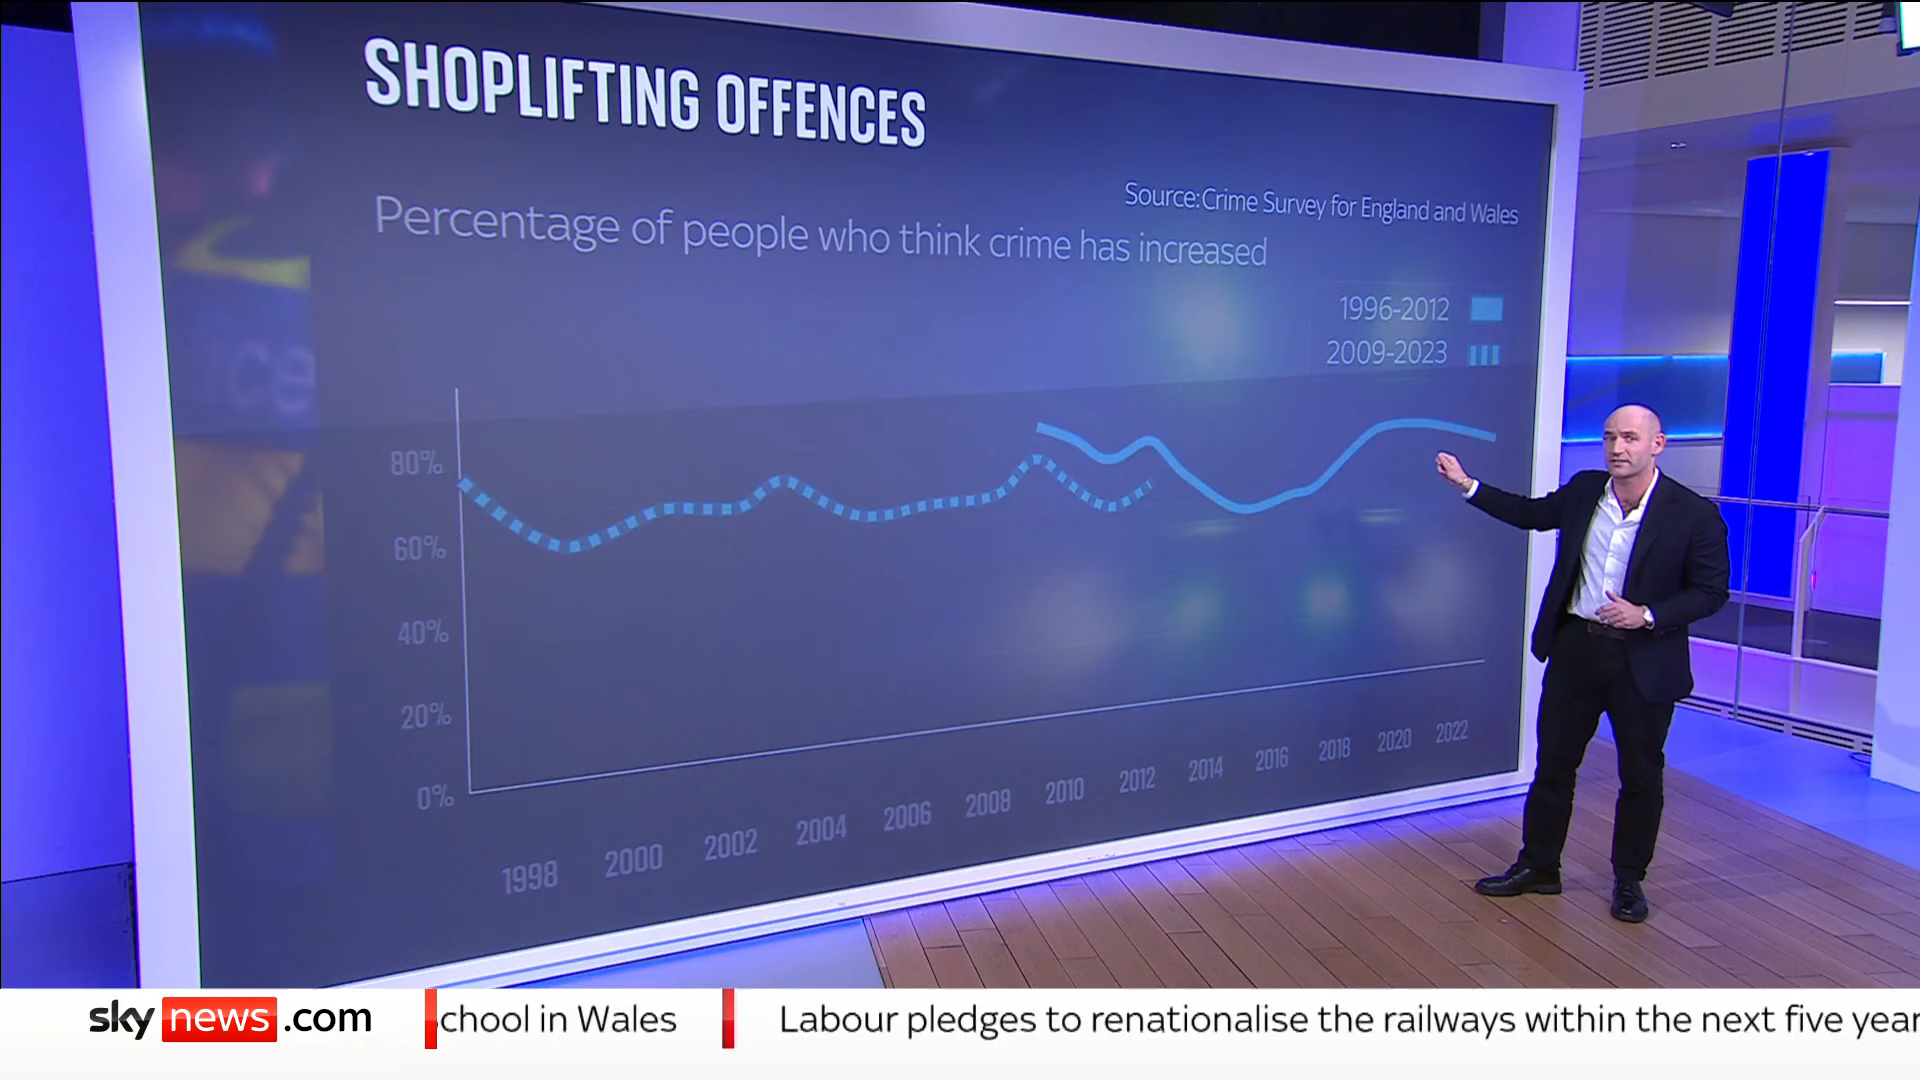 SHOPLIFTING OFFENCES
Source:Crime Survey for England and Wales
Percentage of people who think crime has increased
1996-2012
2009-2023
80%
60%
40%
20%
0%
1998 2000 2002 2004 2006 2008 2010 2012 2014 2016 2018 2020 2022
ice
sky news.com chool in Wales Labour pledges to renationalise the railways within the next five year